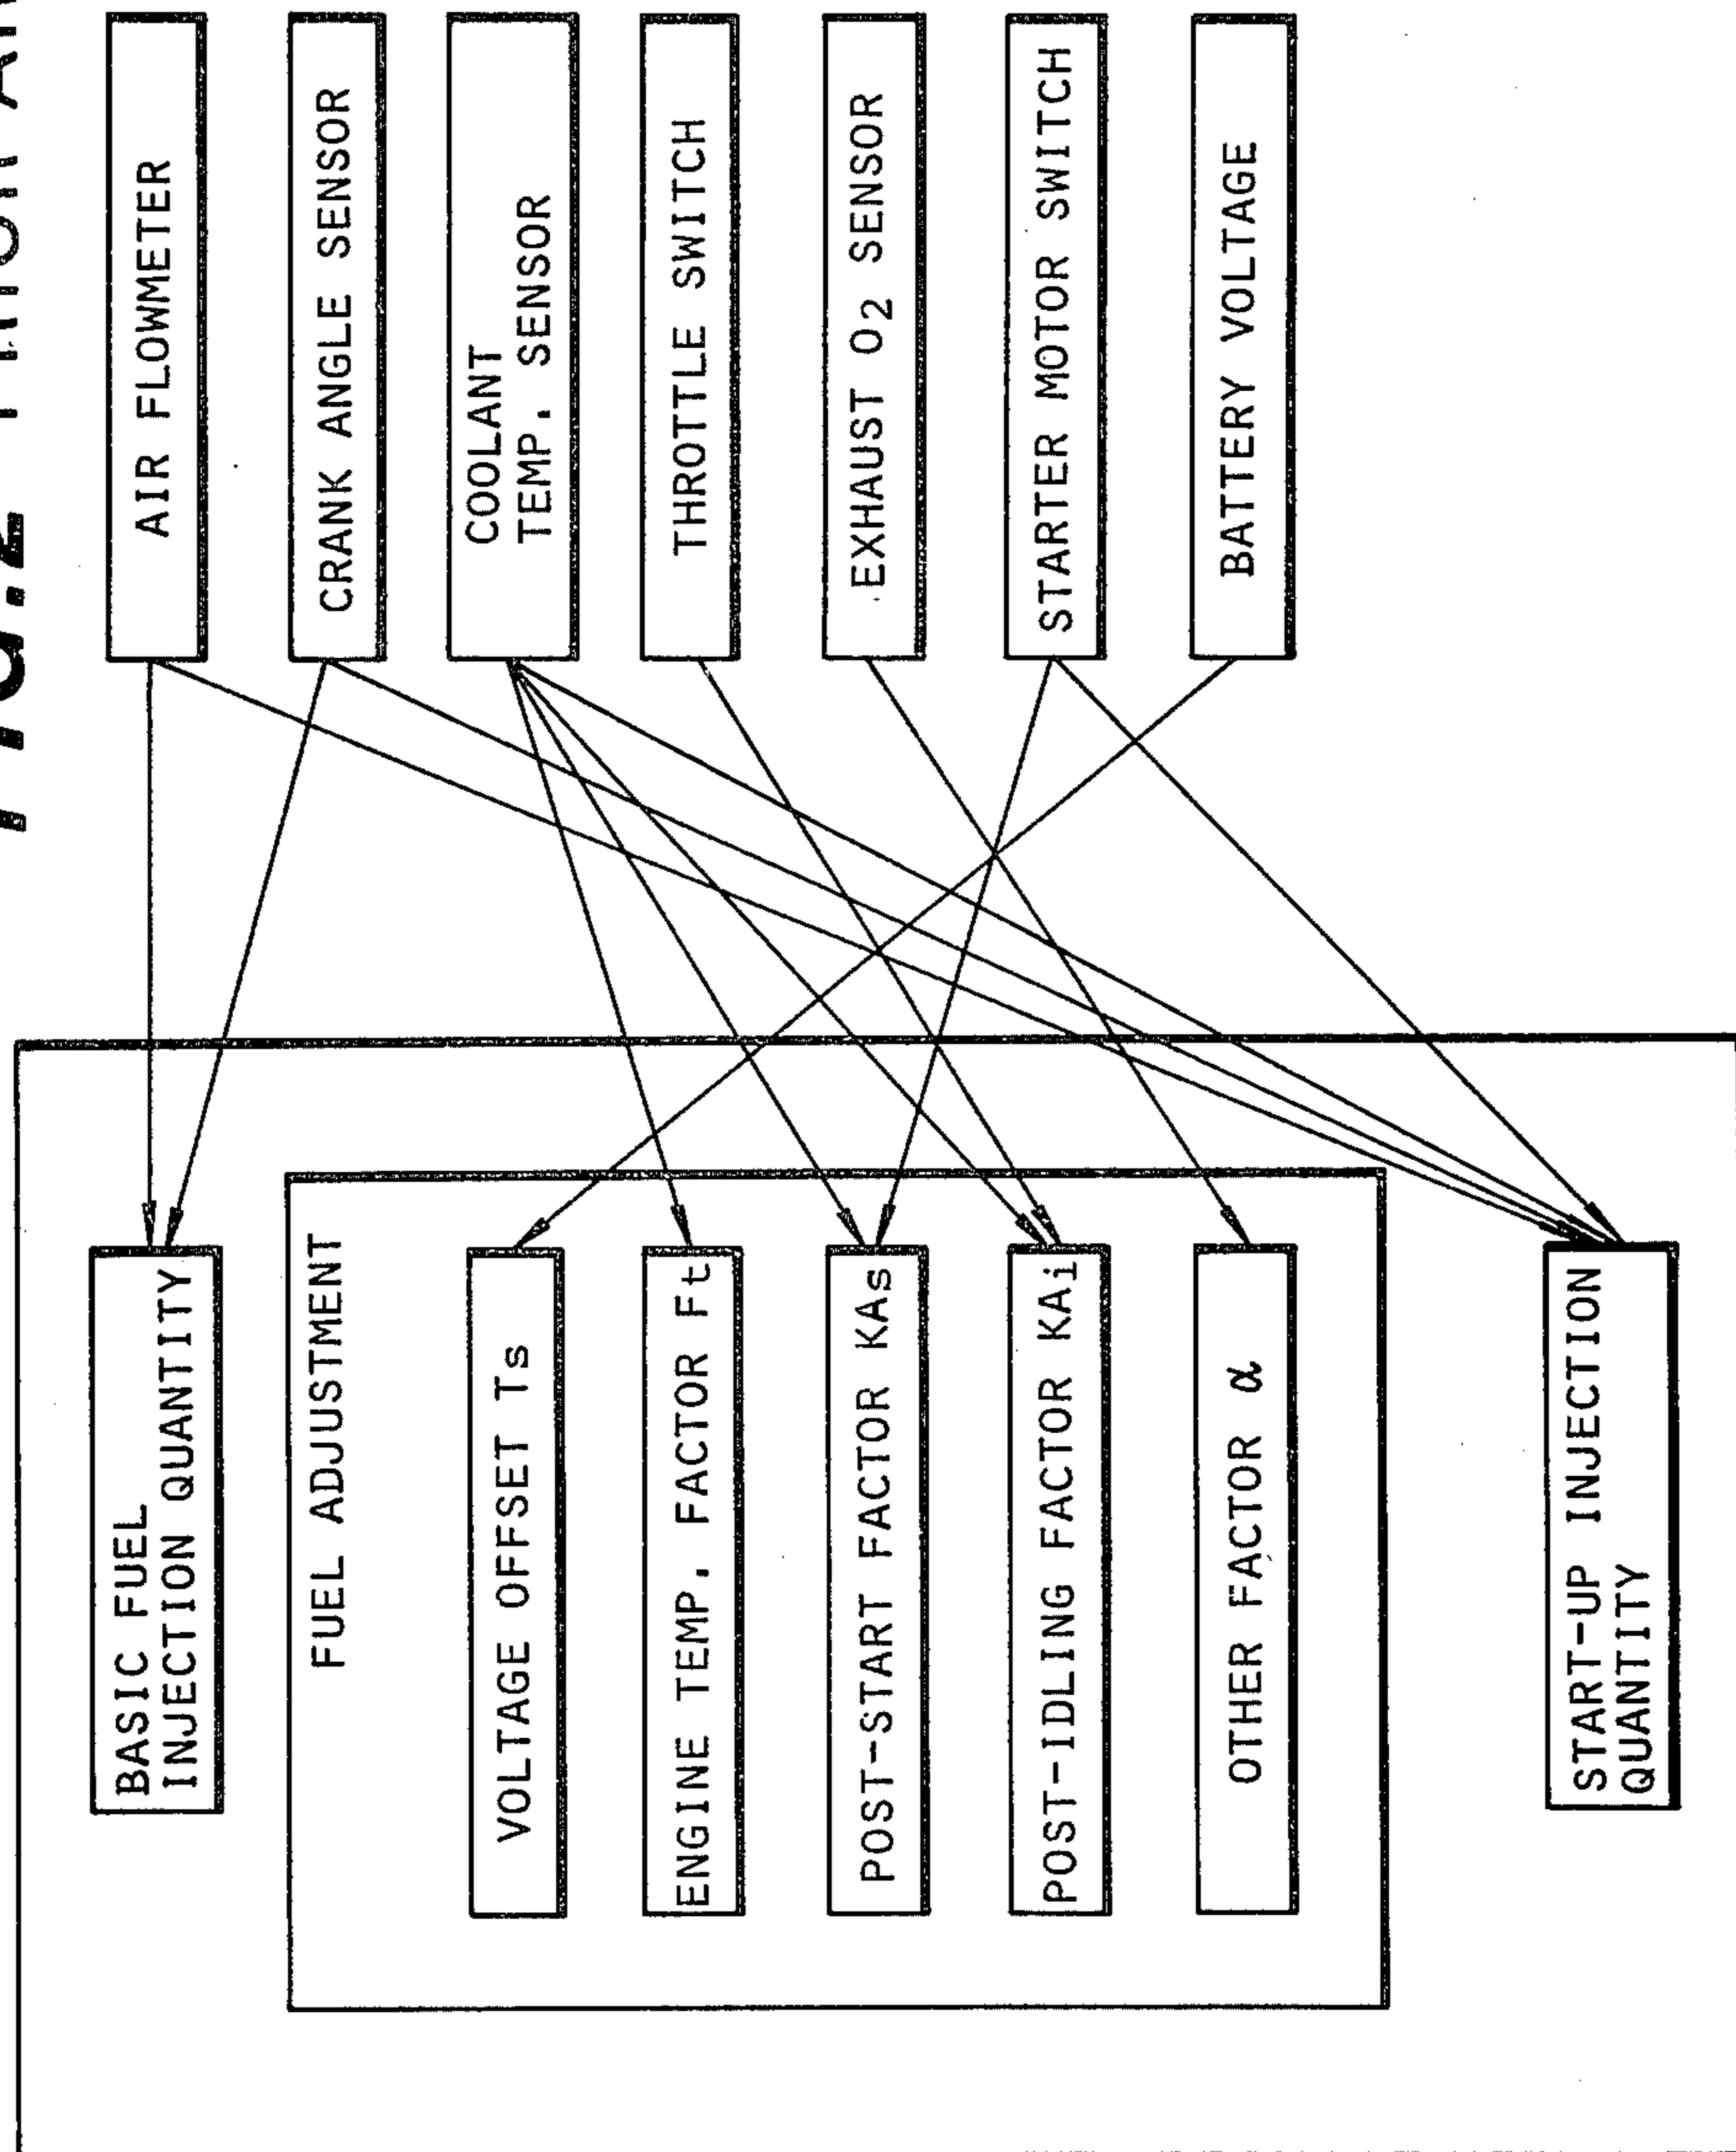 AIR FLOWMETER
CRANK ANGLE SENSOR
COOLANT
TEMP. SENSOR
THROTTLE SWITCH
EXHAUST O2 SENSOR
STARTER MOTOR SWITCH
BATTERY VOLTAGE
BASIC FUEL
INJECTION QUANTITY
FUEL ADJUSTMENT
VOLTAGE OFFSET Ts
ENGINE TEMP. FACTOR Ft
POST-START FACTOR KAs
POST-IDLING FACTOR KAi
OTHER FACTOR α
START-UP INJECTION
QUANTITY